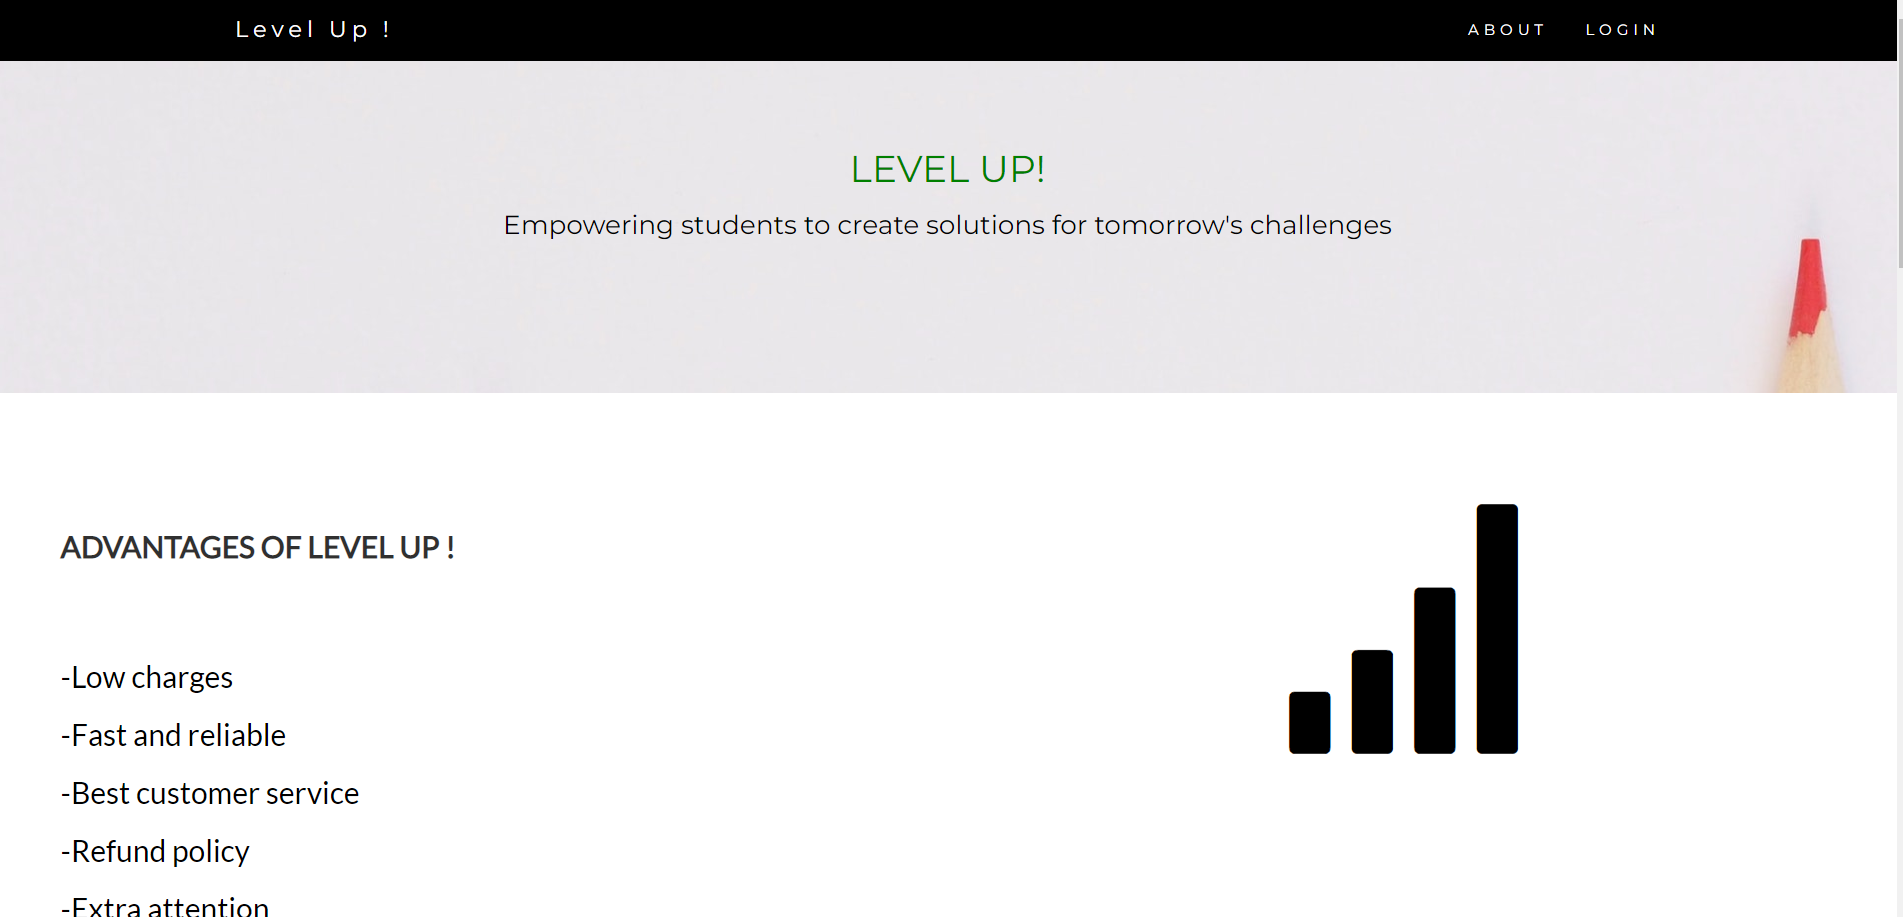 Level Up !
ABOUT LOGIN
LEVEL UP!
Empowering students to create solutions for tomorrow's challenges
ADVANTAGES OF LEVEL UP !
-Low charges
-Fast and reliable
-Best customer service
-Refund policy
-Extra attention